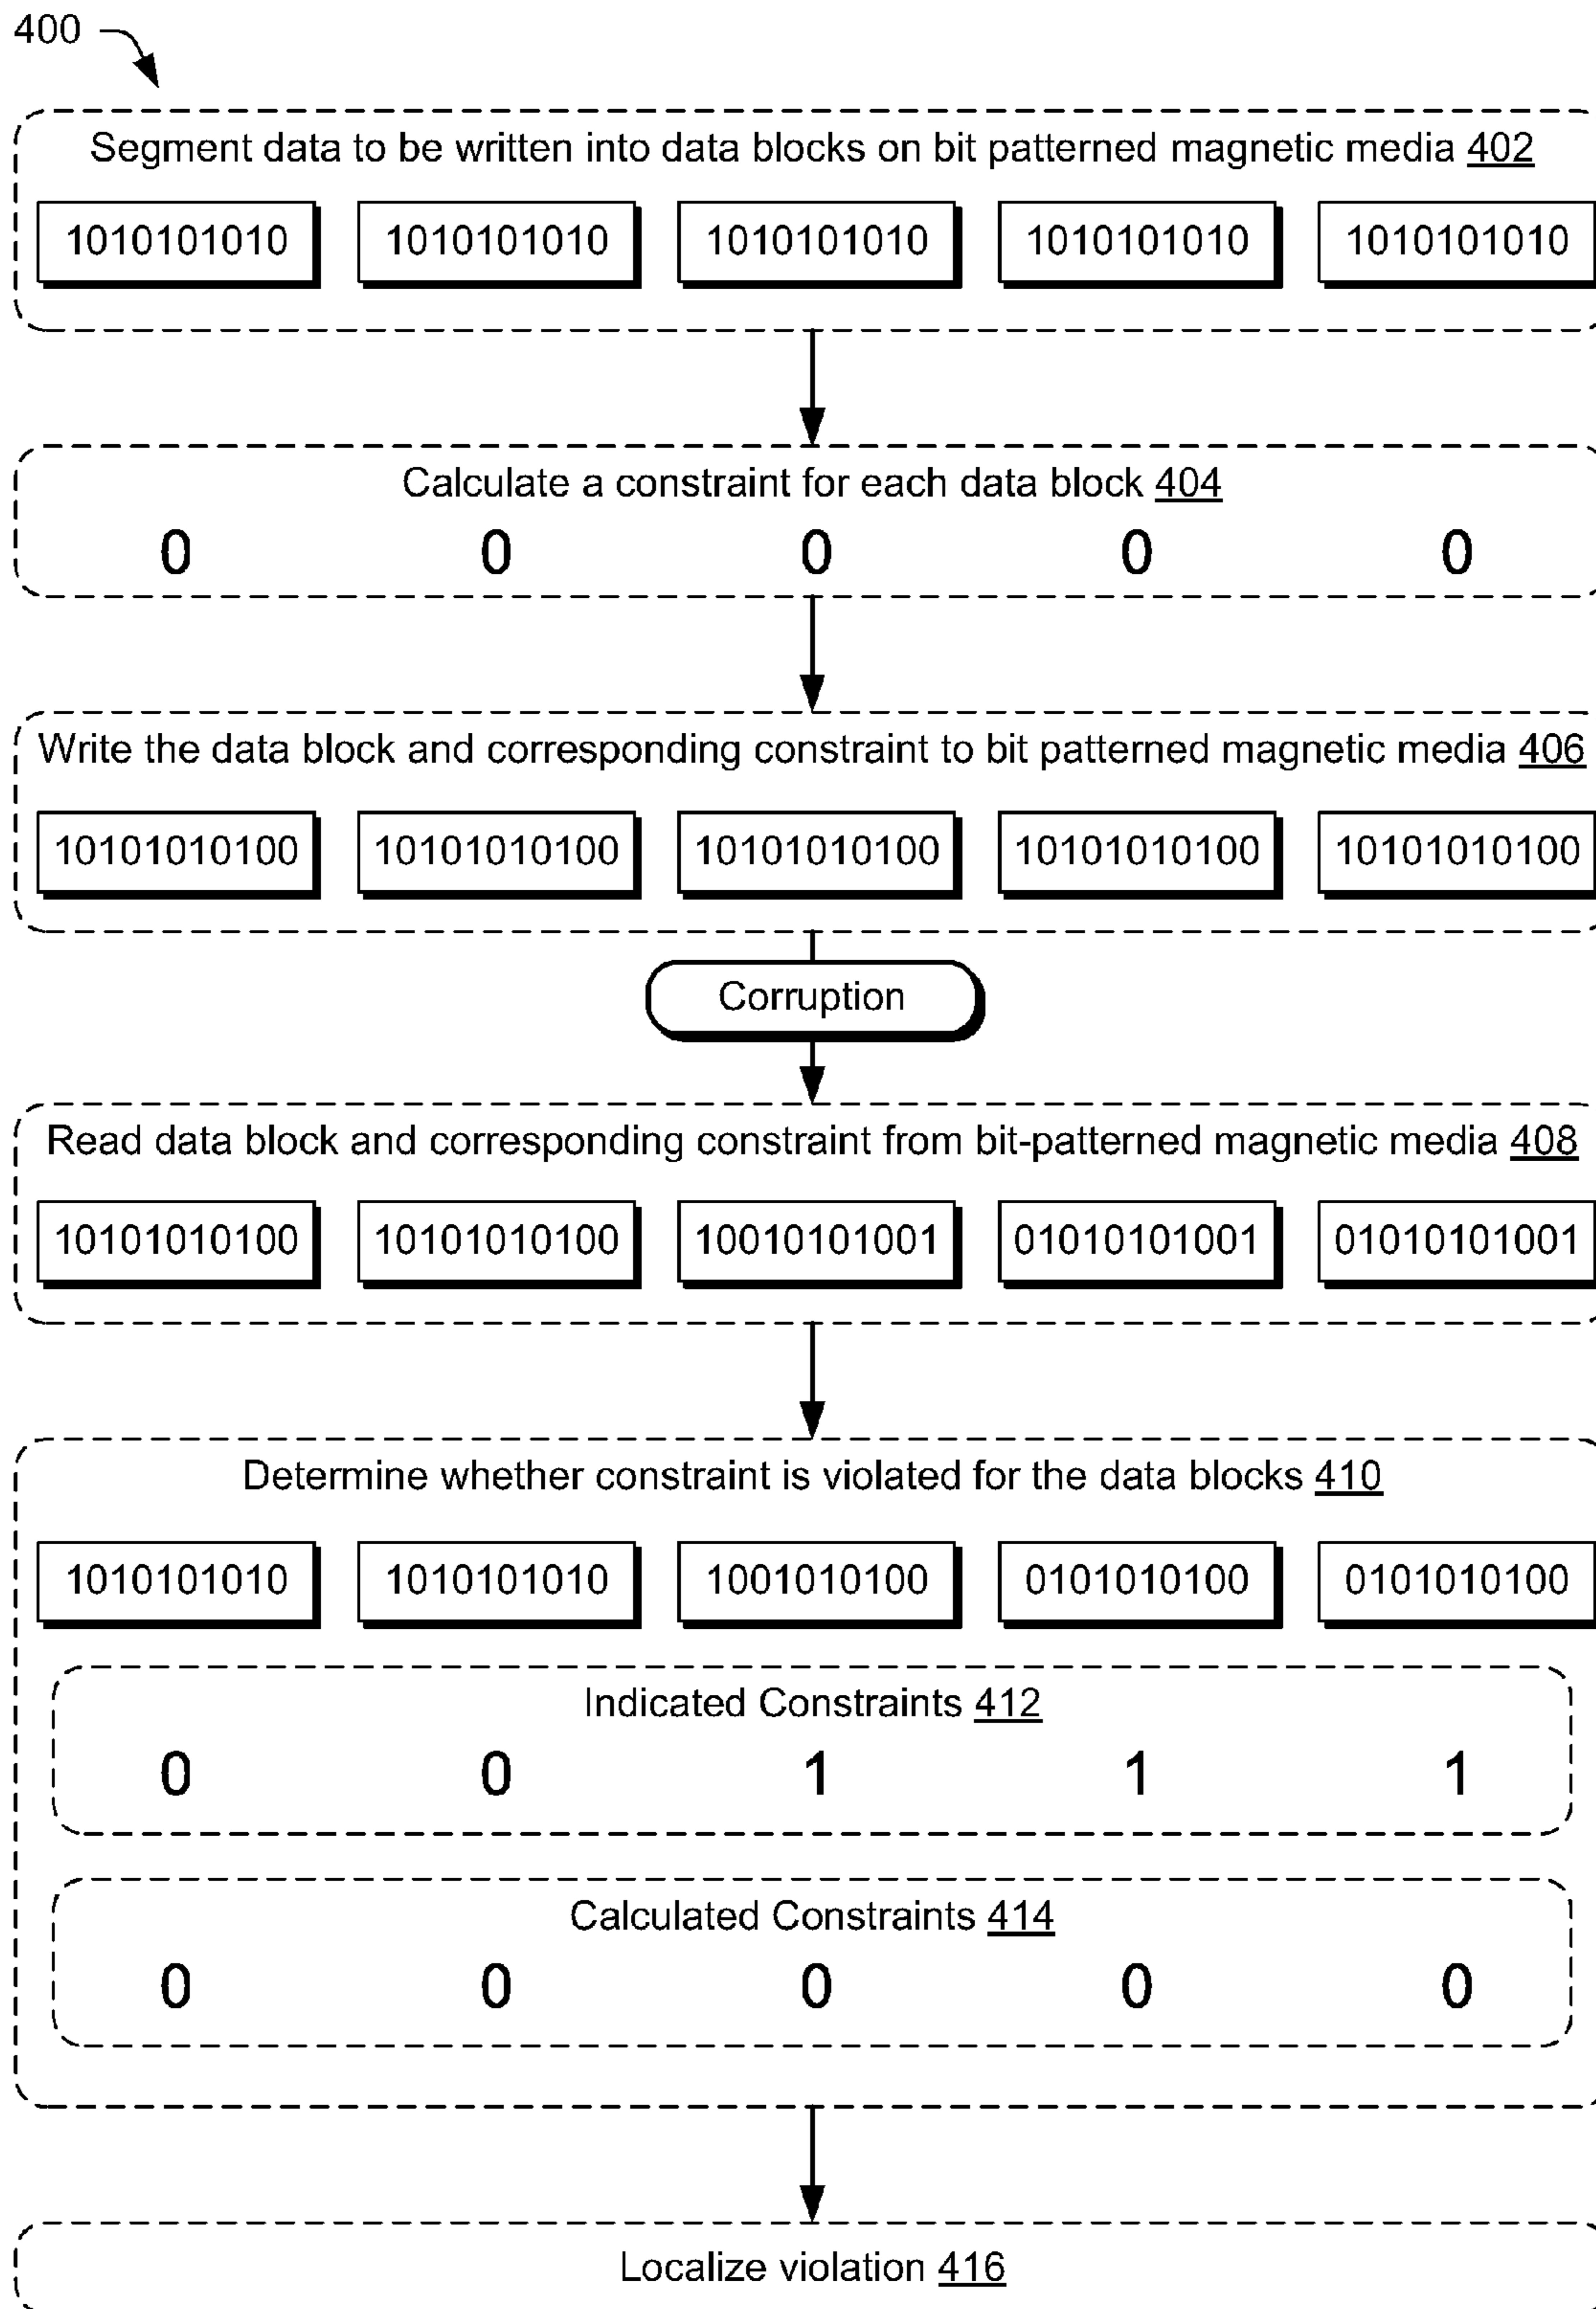 400
Segment data to be written into data blocks on bit patterned magnetic media 402
1010101010 1010101010 1010101010 1010101010 1010101010
Calculate a constraint for each data block 404
0 0 0 0 0
Write the data block and corresponding constraint to bit patterned magnetic media 406
10101010100 10101010100 10101010100 10101010100 10101010100
Corruption
Read data block and corresponding constraint from bit-patterned magnetic media 408
10101010100 10101010100 10010101001 01010101001 01010101001
Determine whether constraint is violated for the data blocks 410
1010101010 1010101010 1001010100 0101010100 0101010100
Indicated Constraints 412
0 0 1 1 1
Calculated Constraints 414
0 0 0 0 0
Localize violation 416